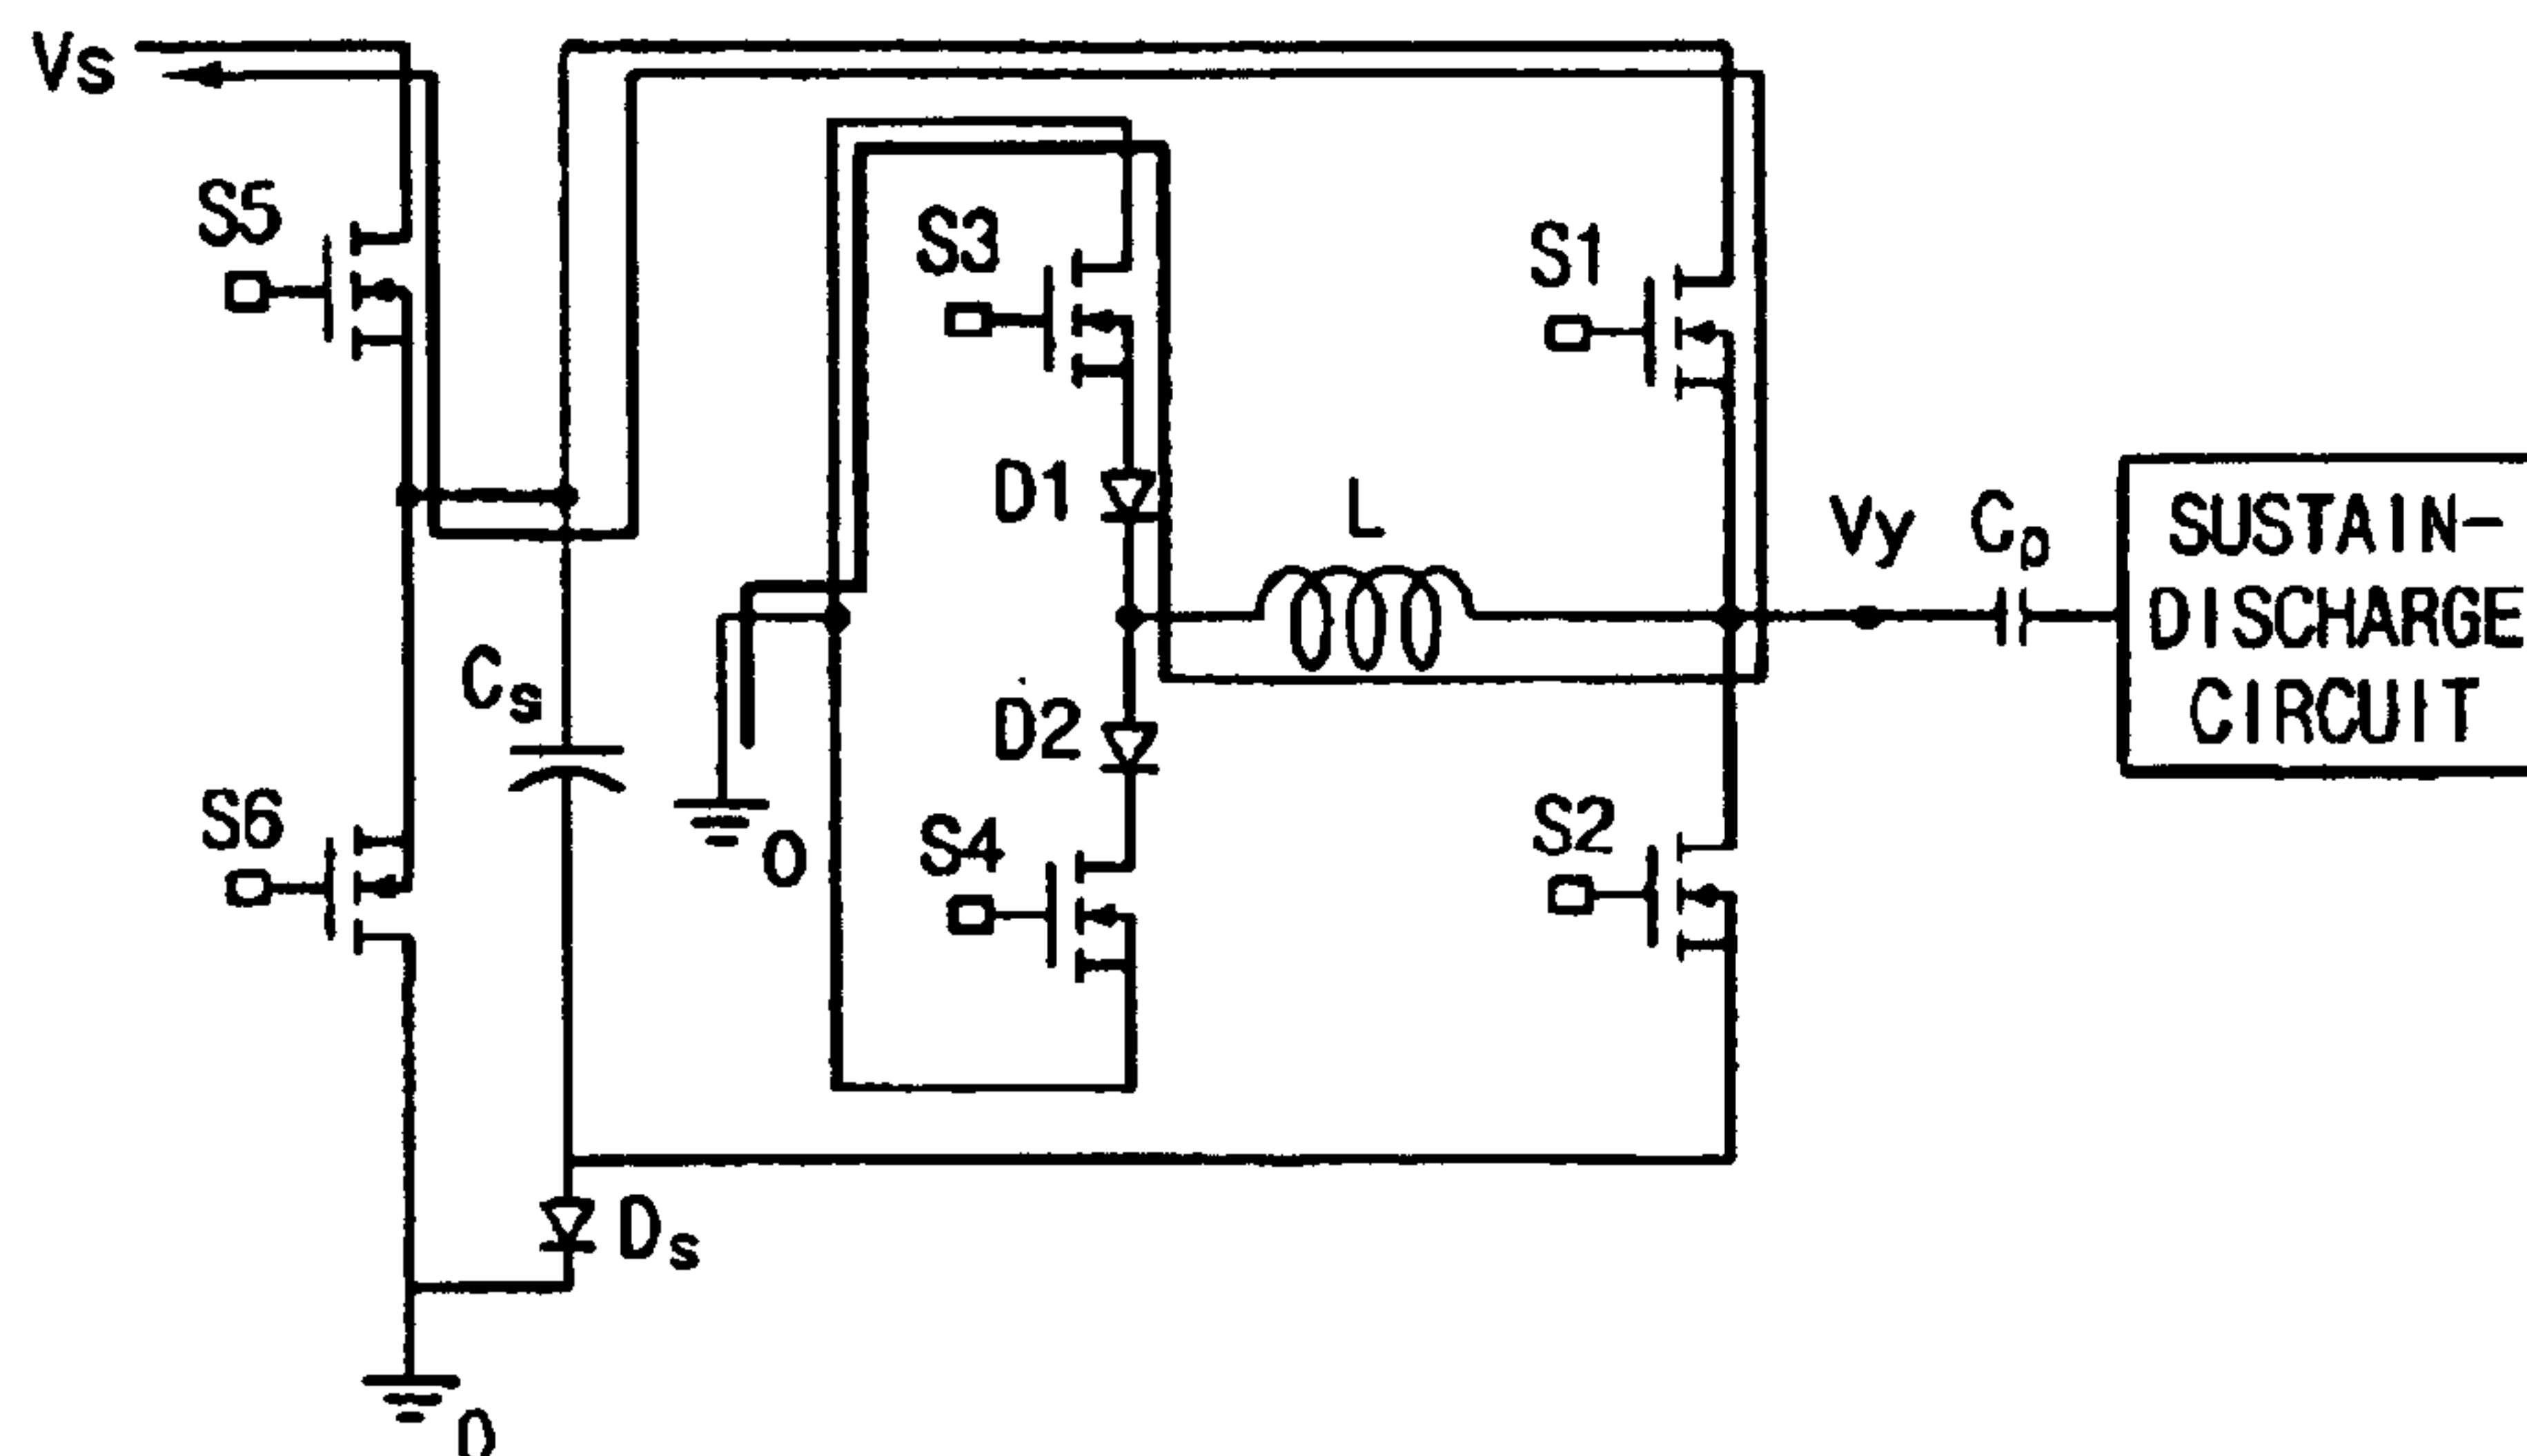 Vs
S5
S3
S1
D1
L
Vy
Cp
SUSTAIN-
DISCHARGE
CIRCUIT
Cs
D2
S6
0
S4
S2
Ds
0